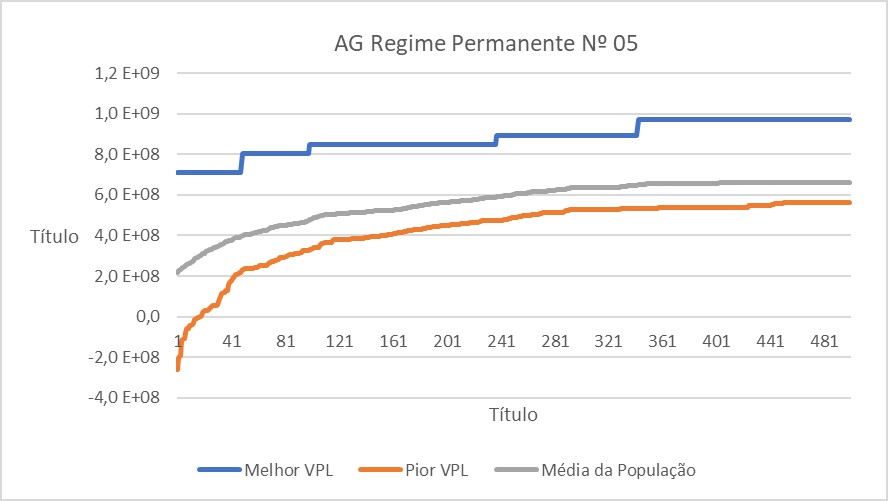 AG Regime Permanente Nº 05
1,2 E+09
1,0 E+09
8,0 E+08
6,0 E+08
4,0 E+08
Título
2,0 E+08
0,0
1 41 81 121 161 201 241 281 321 361 401 441 481
-2,0 E+08
-4,0 E+08
Título
Melhor VPL Pior VPL Média da População